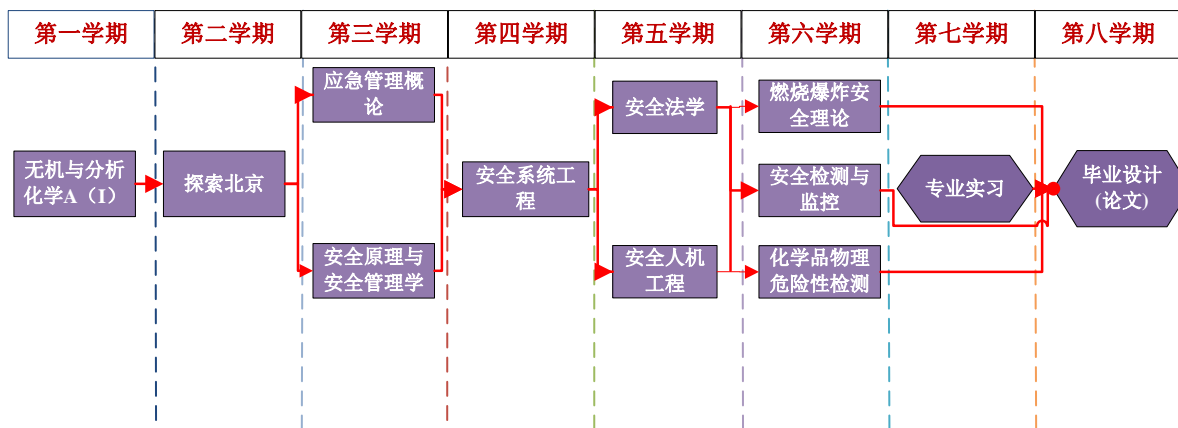 第一学期
第二学期
第三学期
第四学期
第五学期
第六学期
第七学期
第八学期
无机与分析
化学A（I）
探索北京
应急管理概
论
安全原理与
安全管理学
安全系统工
程
安全法学
安全人机
工程
燃烧爆炸安
全理论
安全检测与
监控
化学品物理
危险性检测
专业实习
毕业设计
(论文)